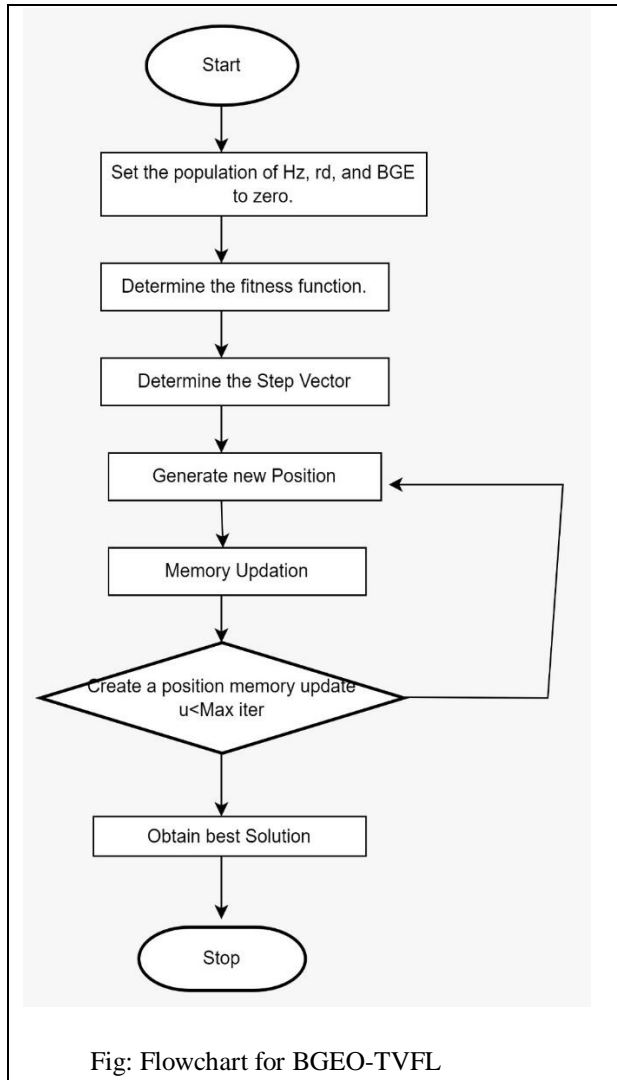 Start
Set the population of Hz, rd, and BGE
to zero.
Determine the fitness function.
Determine the Step Vector
Generate new Position
Memory Updation
Create a position memory update
u<Max iter
Obtain best Solution
Stop
Fig: Flowchart for BGEO-TVFL